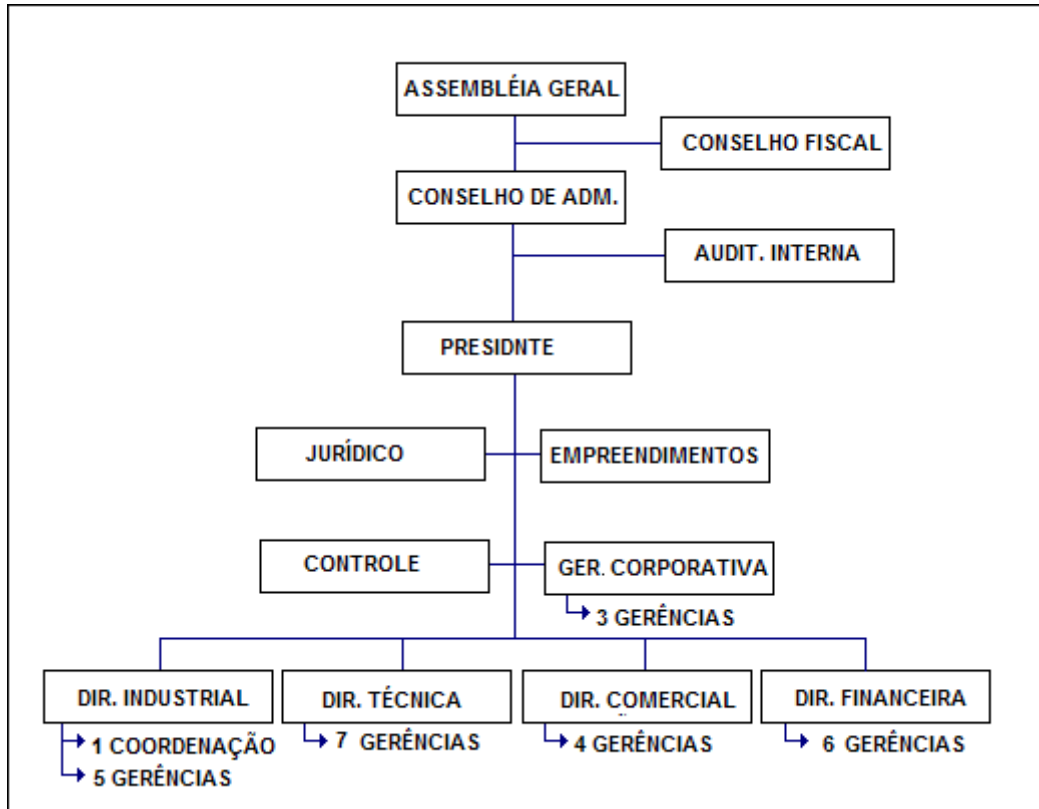 ASSEMBLÉIA GERAL
CONSELHO FISCAL
CONSELHO DE ADM.
AUDIT. INTERNA
PRESIDNTE
JURÍDICO
EMPREENDIMENTOS
CONTROLE
GER. CORPORATIVA
3 GERÊNCIAS
DIR. INDUSTRIAL
DIR. TÉCNICA
DIR. COMERCIAL
DIR. FINANCEIRA
1 COORDENAÇÃO
5 GERÊNCIAS
7 GERÊNCIAS
4 GERÊNCIAS
6 GERÊNCIAS